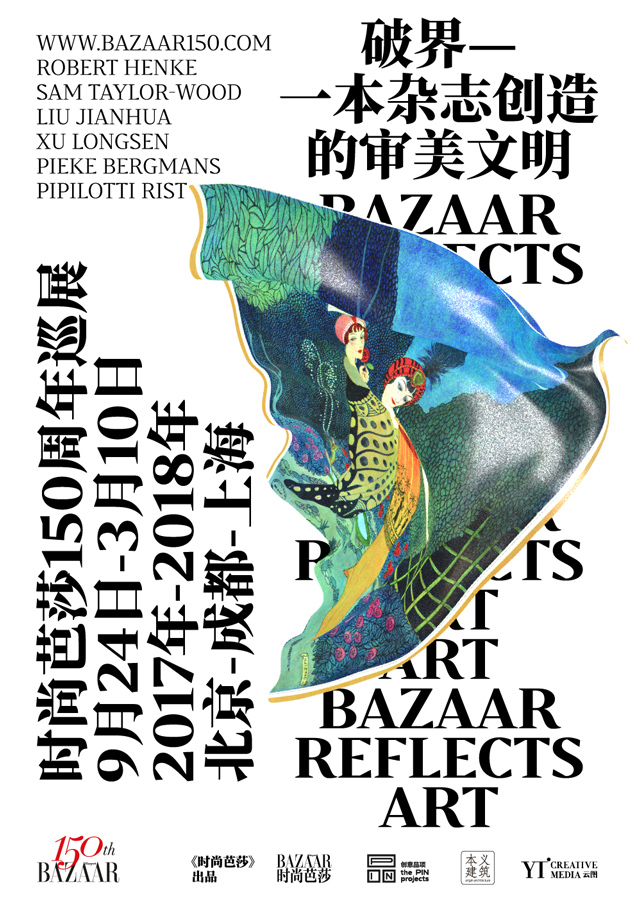 WWW.BAZAAR150.COM
ROBERT HENKE
SAM TAYLOR-WOOD
LIU JIANHUA
XU LONGSEN
PIEKE BERGMANS
PIPILOTTI RIST
破界—
一本杂志创造
的审美文明
BAZAAR
CTS
时尚芭莎150周年巡展
9月24日-3月10日
2017年-2018年
北京-成都-上海
R CTS
ART
ART
BAZAAR
REFLECTS
ART
150th
BAZAAR
《时尚芭莎》
出品
BAZAAR
时尚芭莎
PIN
创意品项
the PIN
projects
本义
建筑
YT CREATIVE
MEDIA 云图